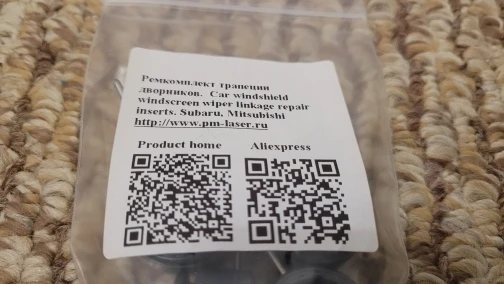 Ремкомплект трапеции
дворников. Car windshield
windscreen wiper linkage repair
inserts. Subaru, Mitsubishi
http://www.pm-laser.ru
Product home Aliexpress